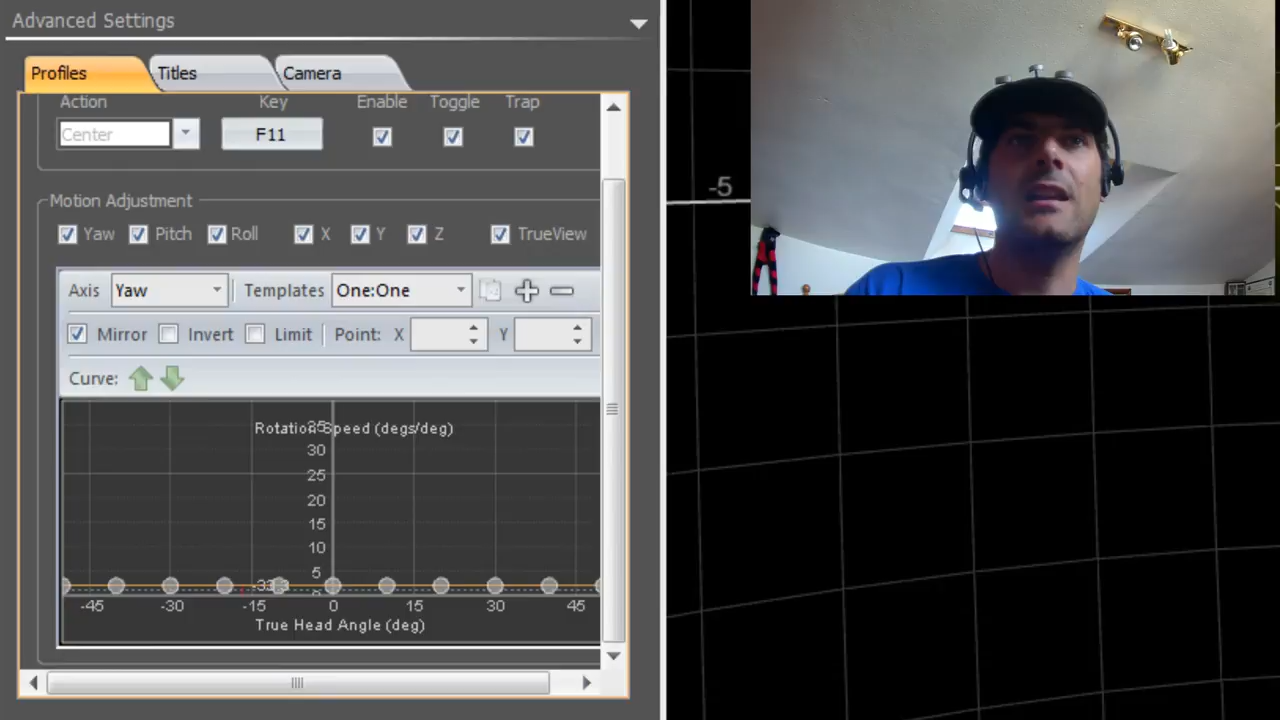 Advanced Settings
Profiles Titles Camera
Action Key Enable Toggle Trap
Center F11
Motion Adjustment
Yaw Pitch Roll X Y Z TrueView
Axis Yaw Templates One:One
Mirror Invert Limit Point: X Y
Curve:
Rotation Speed (degs/deg)
35
30
25
20
15
10
5
0
-45 -30 -15 0 15 30 45
True Head Angle (deg)
-5